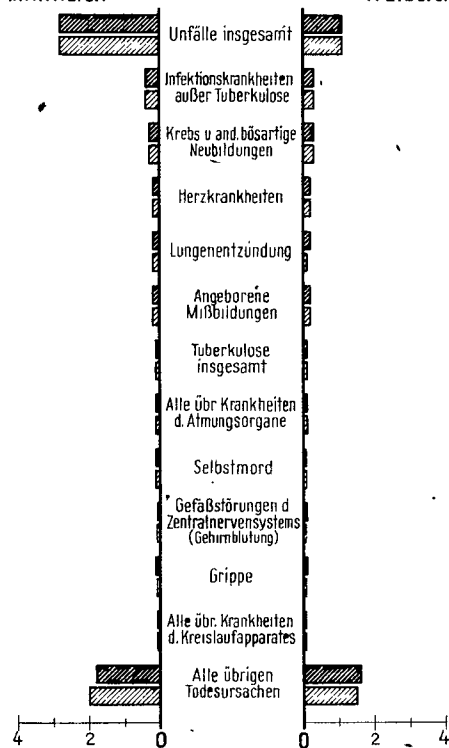 Unfälle insgesamt
Infektionskrankheiten
außer Tuberkulose
Krebs u and. bösartige
Neubildungen
Herzkrankheiten
Lungenentzündung
Angeborene
Mißbildungen
Tuberkulose
insgesamt
Alle übr Krankheiten
d. Atmungsorgane
Selbstmord
Gefäßstörungen d
Zentralnervensystems
(Gehirnblutung)
Grippe
Alle übr. Krankheiten
d. Kreislaufapparates
Alle übrigen
Todesursachen
4 2 0 0 2 4